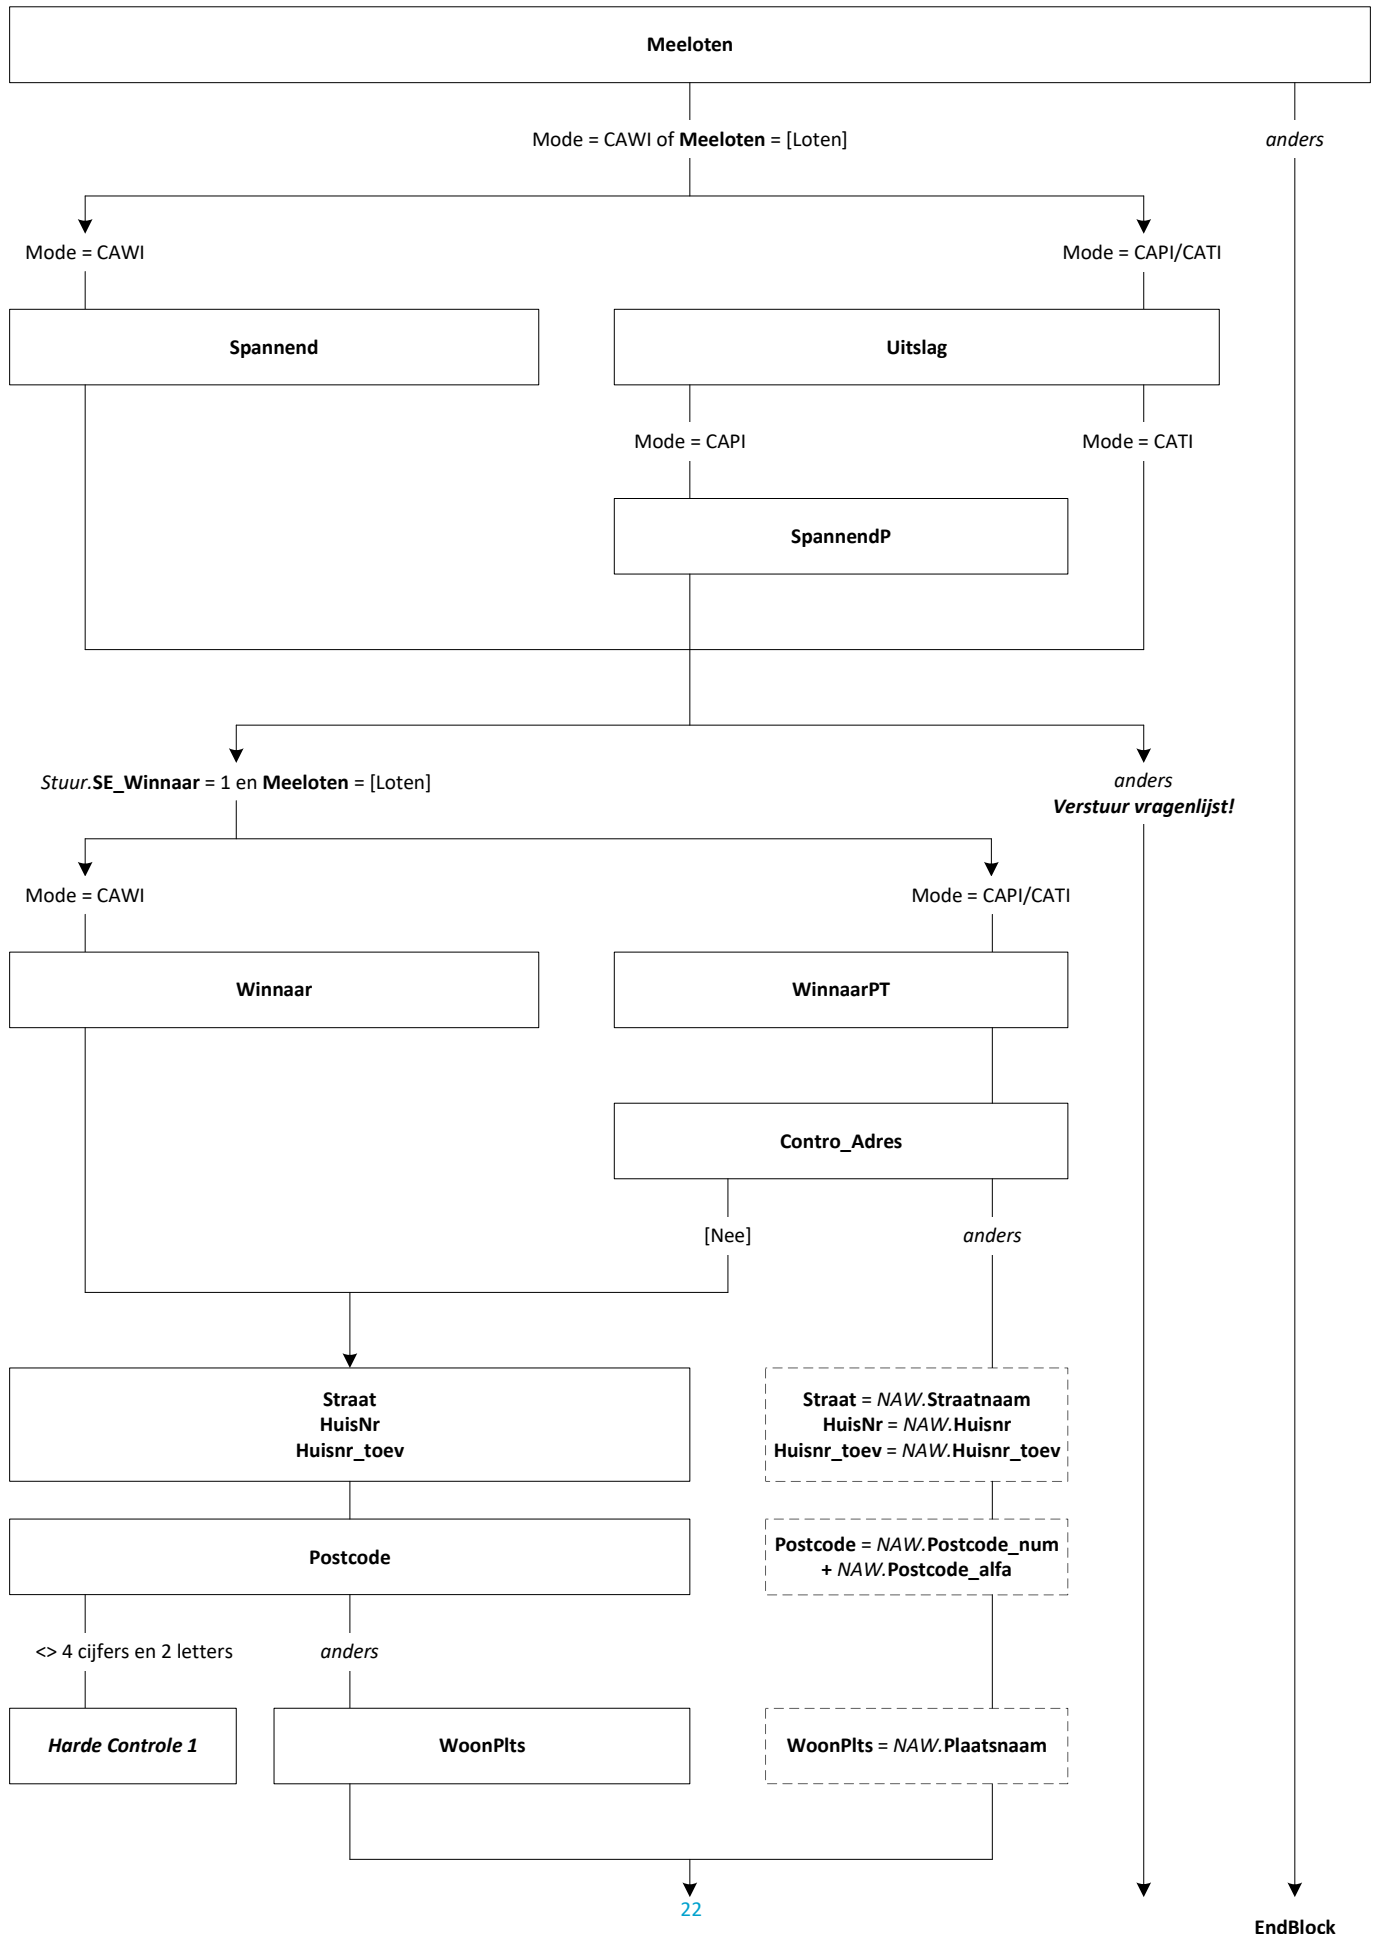 Meeloten
Mode = CAWI of Meeloten = [Loten]
anders
Mode = CAWI
Mode = CAPI/CATI
Spannend
Uitslag
Mode = CAPI
Mode = CATI
SpannendP
Stuur.SE_Winnaar = 1 en Meeloten = [Loten]
anders
Verstuur vragenlijst!
Mode = CAWI
Mode = CAPI/CATI
Winnaar
WinnaarPT
Contro_Adres
[Nee]
anders
Straat
HuisNr
Huisnr_toev
Straat = NAW.Straatnaam
HuisNr = NAW.Huisnr
Huisnr_toev = NAW.Huisnr_toev
Postcode
Postcode = NAW.Postcode_num
+ NAW.Postcode_alfa
<> 4 cijfers en 2 letters
anders
Harde Controle 1
WoonPlts
WoonPlts = NAW.Plaatsnaam
22
EndBlock